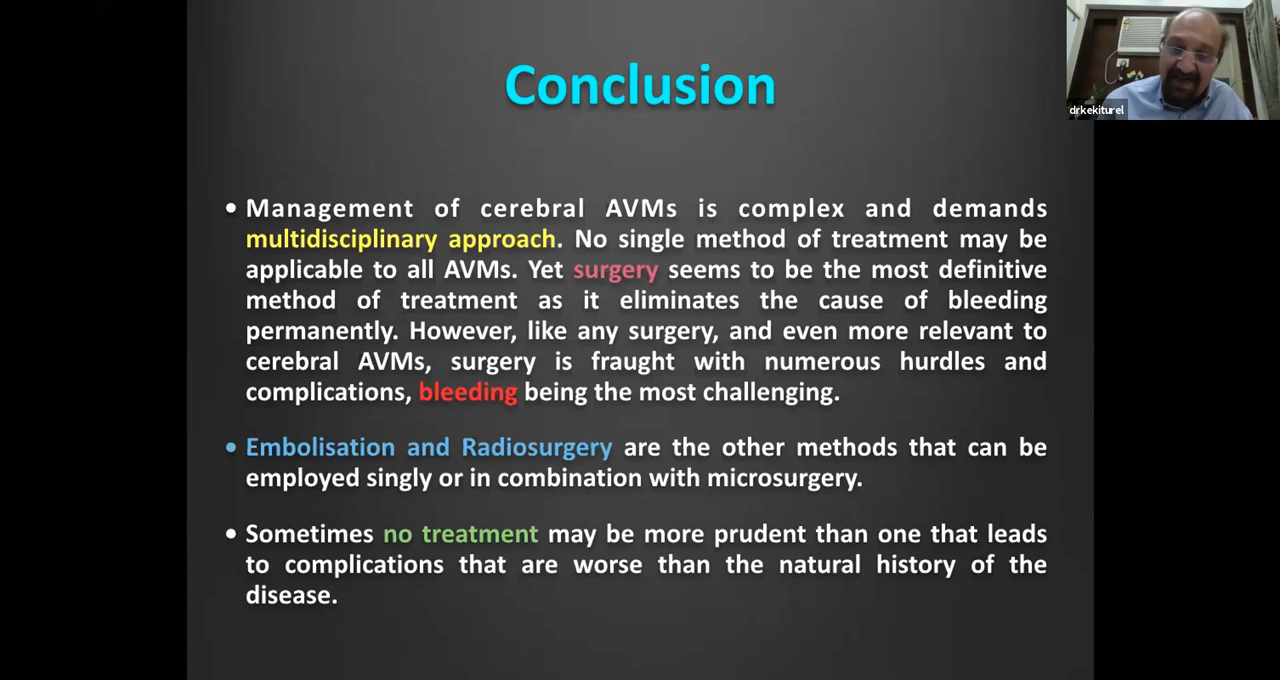 Conclusion
drkekiturel
• Management of cerebral AVMs is complex and demands
multidisciplinary approach. No single method of treatment may be
applicable to all AVMs. Yet surgery seems to be the most definitive
method of treatment as it eliminates the cause of bleeding
permanently. However, like any surgery, and even more relevant to
cerebral AVMs, surgery is fraught with numerous hurdles and
complications, bleeding being the most challenging.
• Embolisation and Radiosurgery are the other methods that can be
employed singly or in combination with microsurgery.
• Sometimes no treatment may be more prudent than one that leads
to complications that are worse than the natural history of the
disease.